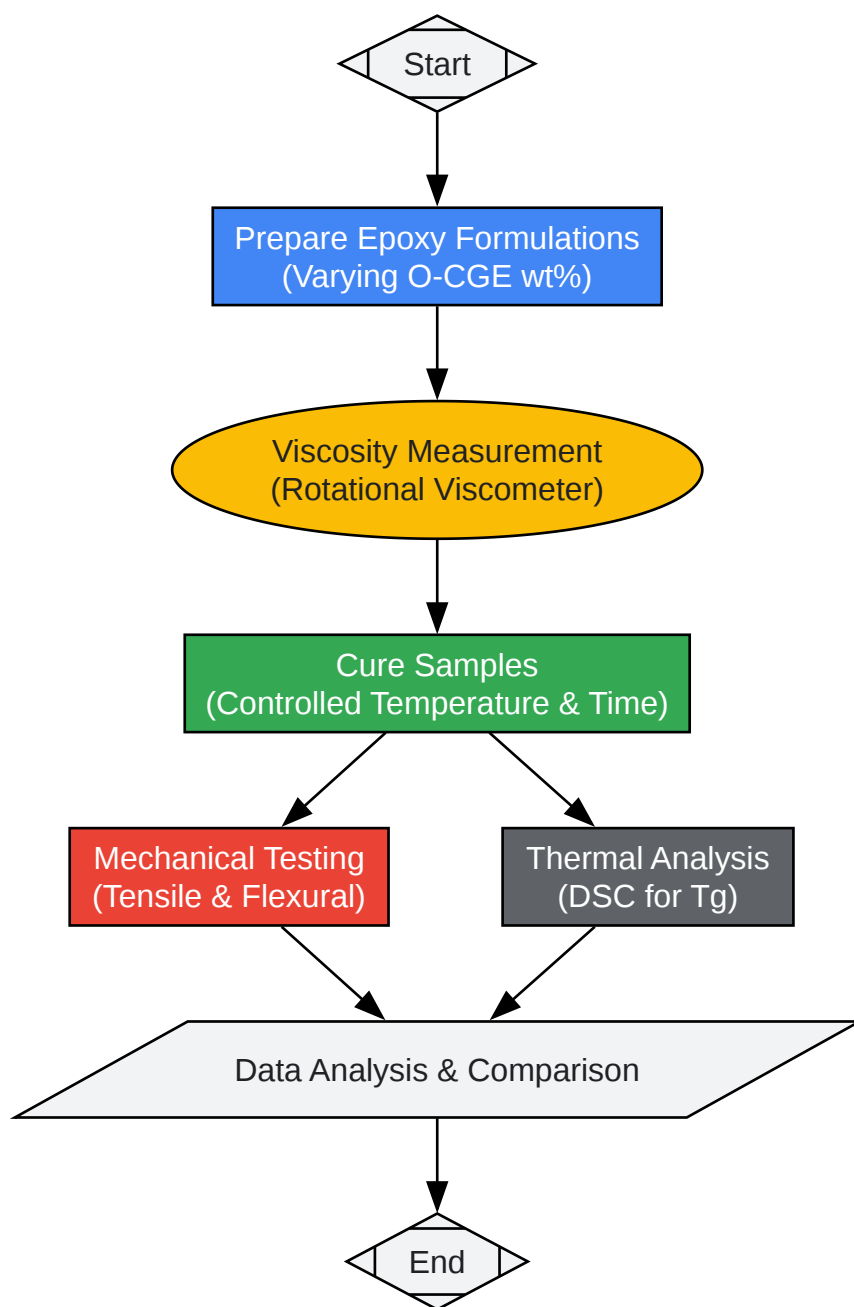 Start
Prepare Epoxy Formulations
(Varying O-CGE wt%)
Viscosity Measurement
(Rotational Viscometer)
Cure Samples
(Controlled Temperature & Time)
Mechanical Testing
(Tensile & Flexural)
Thermal Analysis
(DSC for Tg)
Data Analysis & Comparison
End